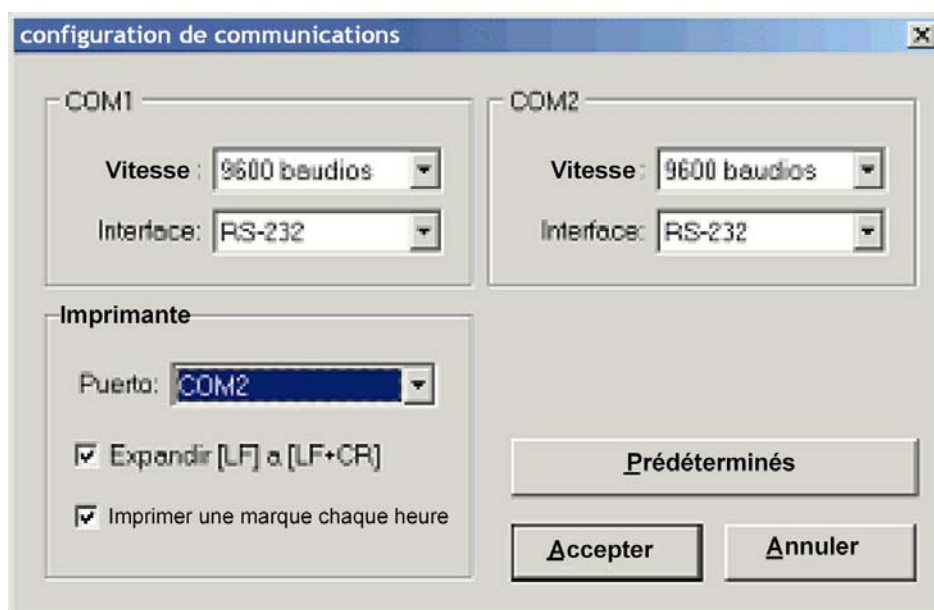 configuration de communications
COM1
Vitesse : 9600 baudios
Interface: RS-232
COM2
Vitesse : 9600 baudios
Interface: RS-232
Imprimante
Puerto: COM2
Expandir [LF] a [LF+CR]
Imprimer une marque chaque heure
Prédéterminés
Accepter
Annuler